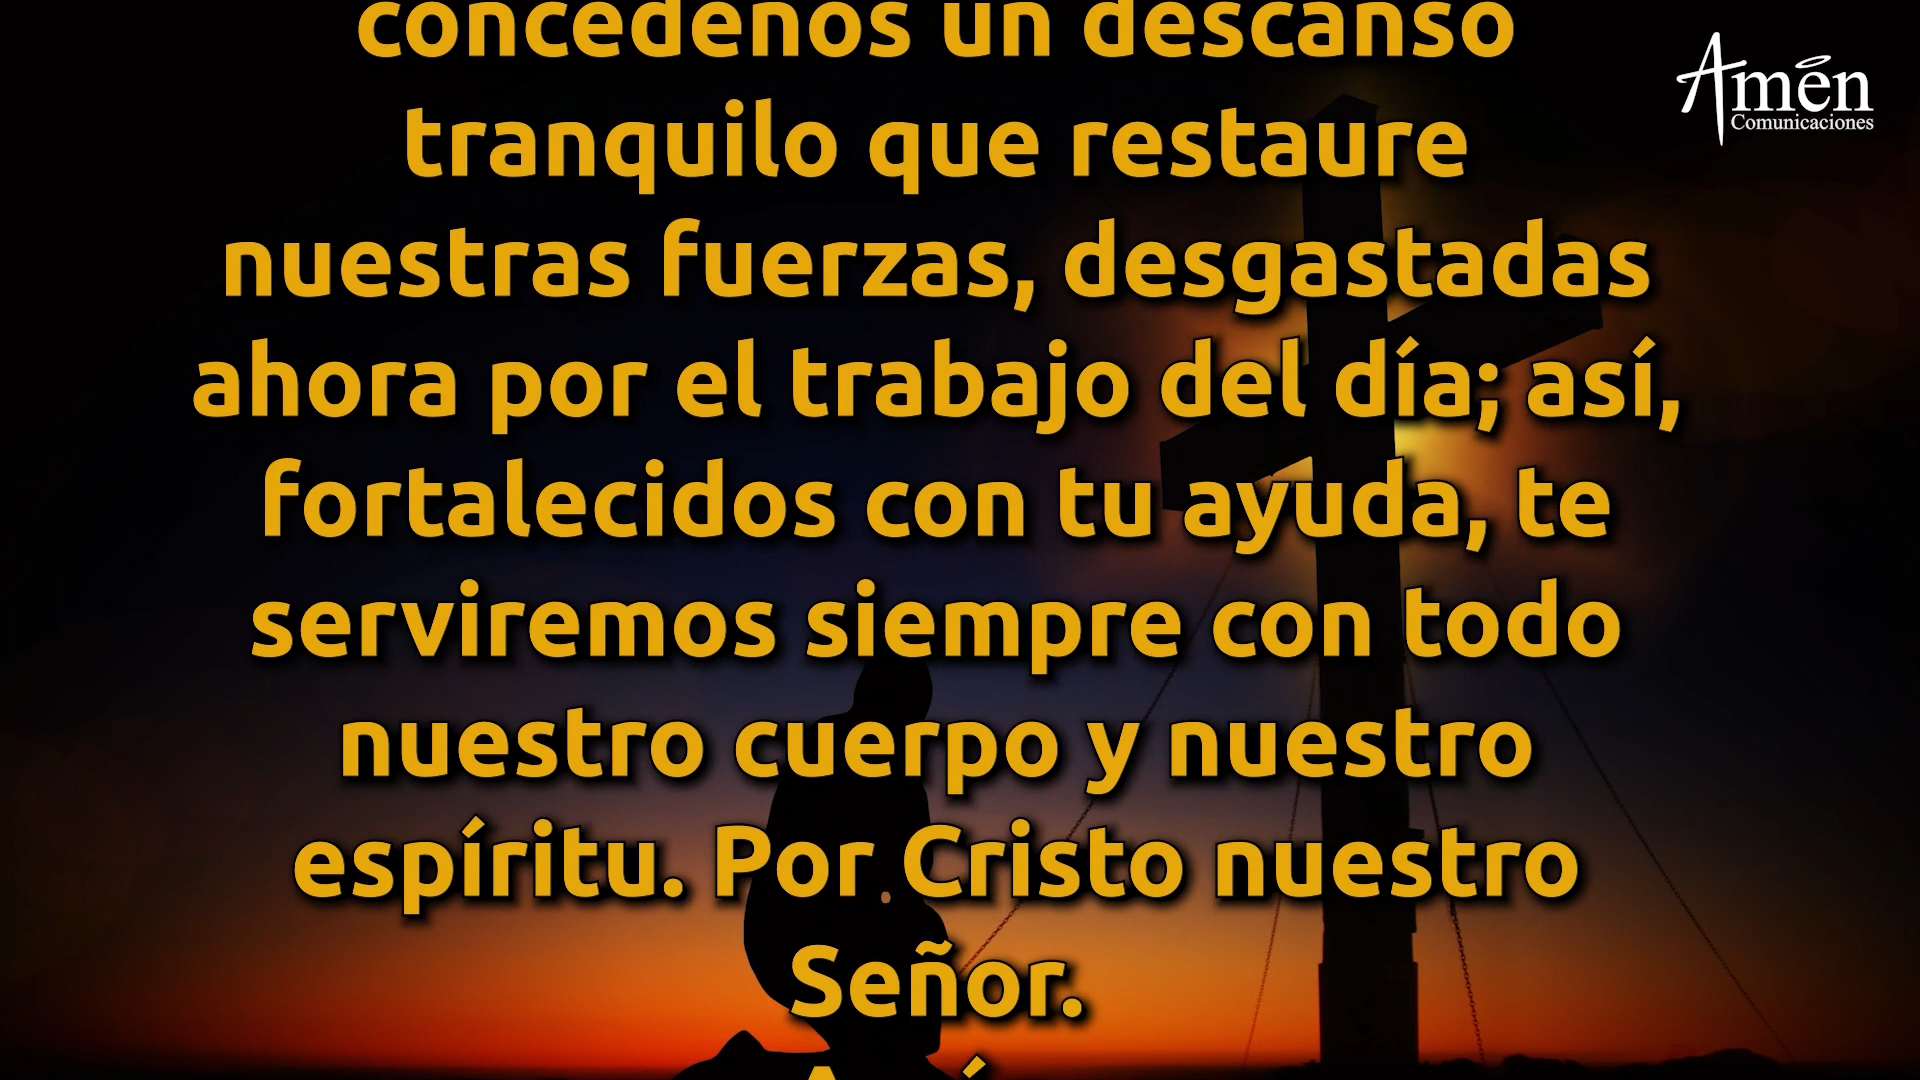 concédenos un descanso
tranquilo que restaure
nuestras fuerzas, desgastadas
ahora por el trabajo del día; así,
fortalecidos con tu ayuda, te
serviremos siempre con todo
nuestro cuerpo y nuestro
espíritu. Por Cristo nuestro
Señor.
Amén
Comunicaciones